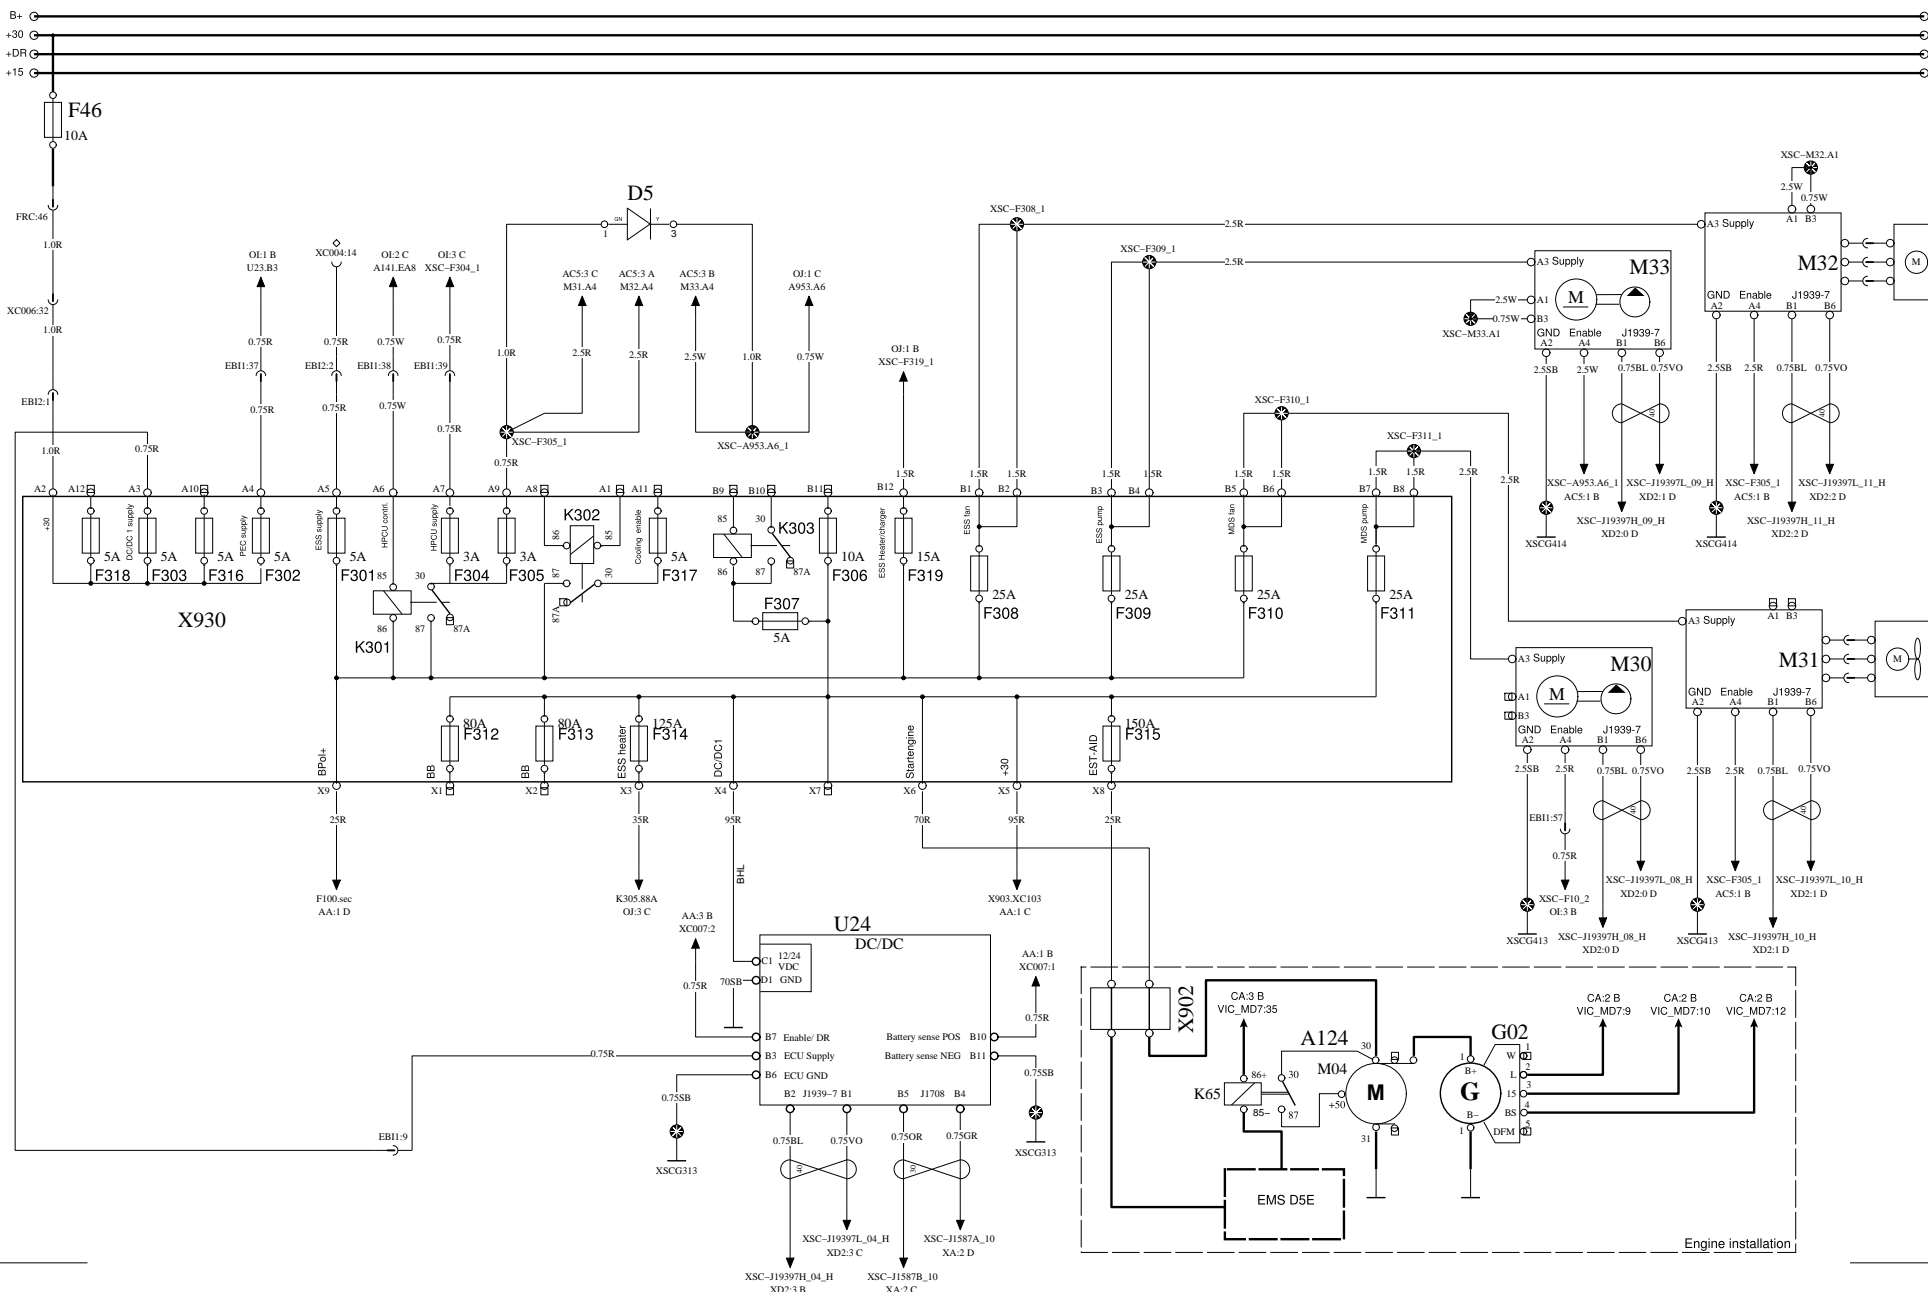 B+
+30
+DR
+15
F46
10A
FRC:46
1.0R
XC006:32
1.0R
EBI2:1
1.0R
0.75R
OI:1 B
U23.B3
0.75R
EBI1:37
0.75R
XC004:14
0.75R
EBI2:2
0.75R
OI:2 C
A141.EA8
0.75W
EBI1:38
0.75W
OI:3 C
XSC-F304_1
0.75R
EBI1:39
0.75R
D5
GN
Y
1
3
1.0R
AC5:3 C
M31.A4
2.5R
AC5:3 A
M32.A4
2.5R
AC5:3 B
M33.A4
2.5W
1.0R
OJ:1 C
A953.A6
0.75W
XSC-F305_1
0.75R
XSC-A953.A6_1
OJ:1 B
XSC-F319_1
1.5R
XSC-F308_1
2.5R
XSC-F309_1
2.5R
XSC-F310_1
XSC-F311_1
1.5R
1.5R
1.5R
1.5R
1.5R
1.5R
1.5R
1.5R
2.5R
2.5R
A2
A12
A3
A10
A4
A5
A6
A7
A9
A8
A1
A11
B9
B10
B11
B12
B1
B2
B3
B4
B5
B6
B7
B8
+30
DC/DC 1 supply
PEC supply
ESS supply
HPCU contrl.
HPCU supply
Cooling enable
ESS Heater/charger
ESS fan
ESS pump
MDS fan
MDS pump
5A
F318
5A
F303
5A
F316
5A
F302
5A
F301
3A
F304
3A
F305
5A
F317
10A
F306
15A
F319
25A
F308
25A
F309
25A
F310
25A
F311
K301
85
30
86
87
87A
K302
86
85
87
30
87A
K303
85
30
86
87
87A
F307
5A
X930
80A
F312
80A
F313
125A
F314
150A
F315
BPol+
BB
BB
ESS heater
DC/DC1
Startengine
+30
EST-AID
X9
X1
X2
X3
X4
X7
X6
X5
X8
25R
35R
95R
70R
95R
25R
BHL
F100.sec
AA:1 D
K305.88A
OJ:3 C
X903.XC103
AA:1 C
XSC-M32.A1
2.5W
0.75W
A1
B3
A3 Supply
M32
M
GND
Enable
J1939-7
A2
A4
B1
B6
2.5SB
2.5R
0.75BL
0.75VO
40
XSCG414
XSC-F305_1
AC5:1 B
XSC-J19397L_11_H
XD2:2 D
XSC-J19397H_11_H
XD2:2 D
A3 Supply
M33
M
2.5W
A1
0.75W
B3
XSC-M33.A1
GND
Enable
J1939-7
A2
A4
B1
B6
2.5SB
2.5W
0.75BL
0.75VO
40
XSCG414
XSC-A953.A6_1
AC5:1 B
XSC-J19397L_09_H
XD2:1 D
XSC-J19397H_09_H
XD2:0 D
A3 Supply
A1
B3
M31
M
GND
Enable
J1939-7
A2
A4
B1
B6
2.5SB
2.5R
0.75BL
0.75VO
40
XSCG413
XSC-F305_1
AC5:1 B
XSC-J19397L_10_H
XD2:1 D
XSC-J19397H_10_H
XD2:1 D
A3 Supply
M30
M
A1
B3
GND
Enable
J1939-7
A2
A4
B1
B6
2.5SB
2.5R
0.75BL
0.75VO
40
EBI1:57
0.75R
XSCG413
XSC-F10_2
OI:3 B
XSC-J19397L_08_H
XD2:0 D
XSC-J19397H_08_H
XD2:0 D
AA:3 B
XC007:2
0.75R
U24
DC/DC
C1
12/24
VDC
D1
GND
70SB
B7
Enable/ DR
B3
ECU Supply
B6
ECU GND
Battery sense POS
B10
Battery sense NEG
B11
B2
J1939-7
B1
B5
J1708
B4
AA:1 B
XC007:1
0.75R
0.75SB
XSCG313
0.75R
0.75SB
XSCG313
EBI1:9
0.75BL
0.75VO
0.75OR
0.75GR
40
30
XSC-J19397L_04_H
XD2:3 C
XSC-J1587A_10
XA:2 D
XSC-J19397H_04_H
XD2:3 B
XSC-J1587B_10
XA:2 C
X902
CA:3 B
VIC_MD7:35
A124
M04
K65
86+
30
85-
87
30
+50
31
M
G02
1
B+
G
B-
1
W
1
L
2
15
3
BS
4
DFM
5
CA:2 B
VIC_MD7:9
CA:2 B
VIC_MD7:10
CA:2 B
VIC_MD7:12
EMS D5E
Engine installation